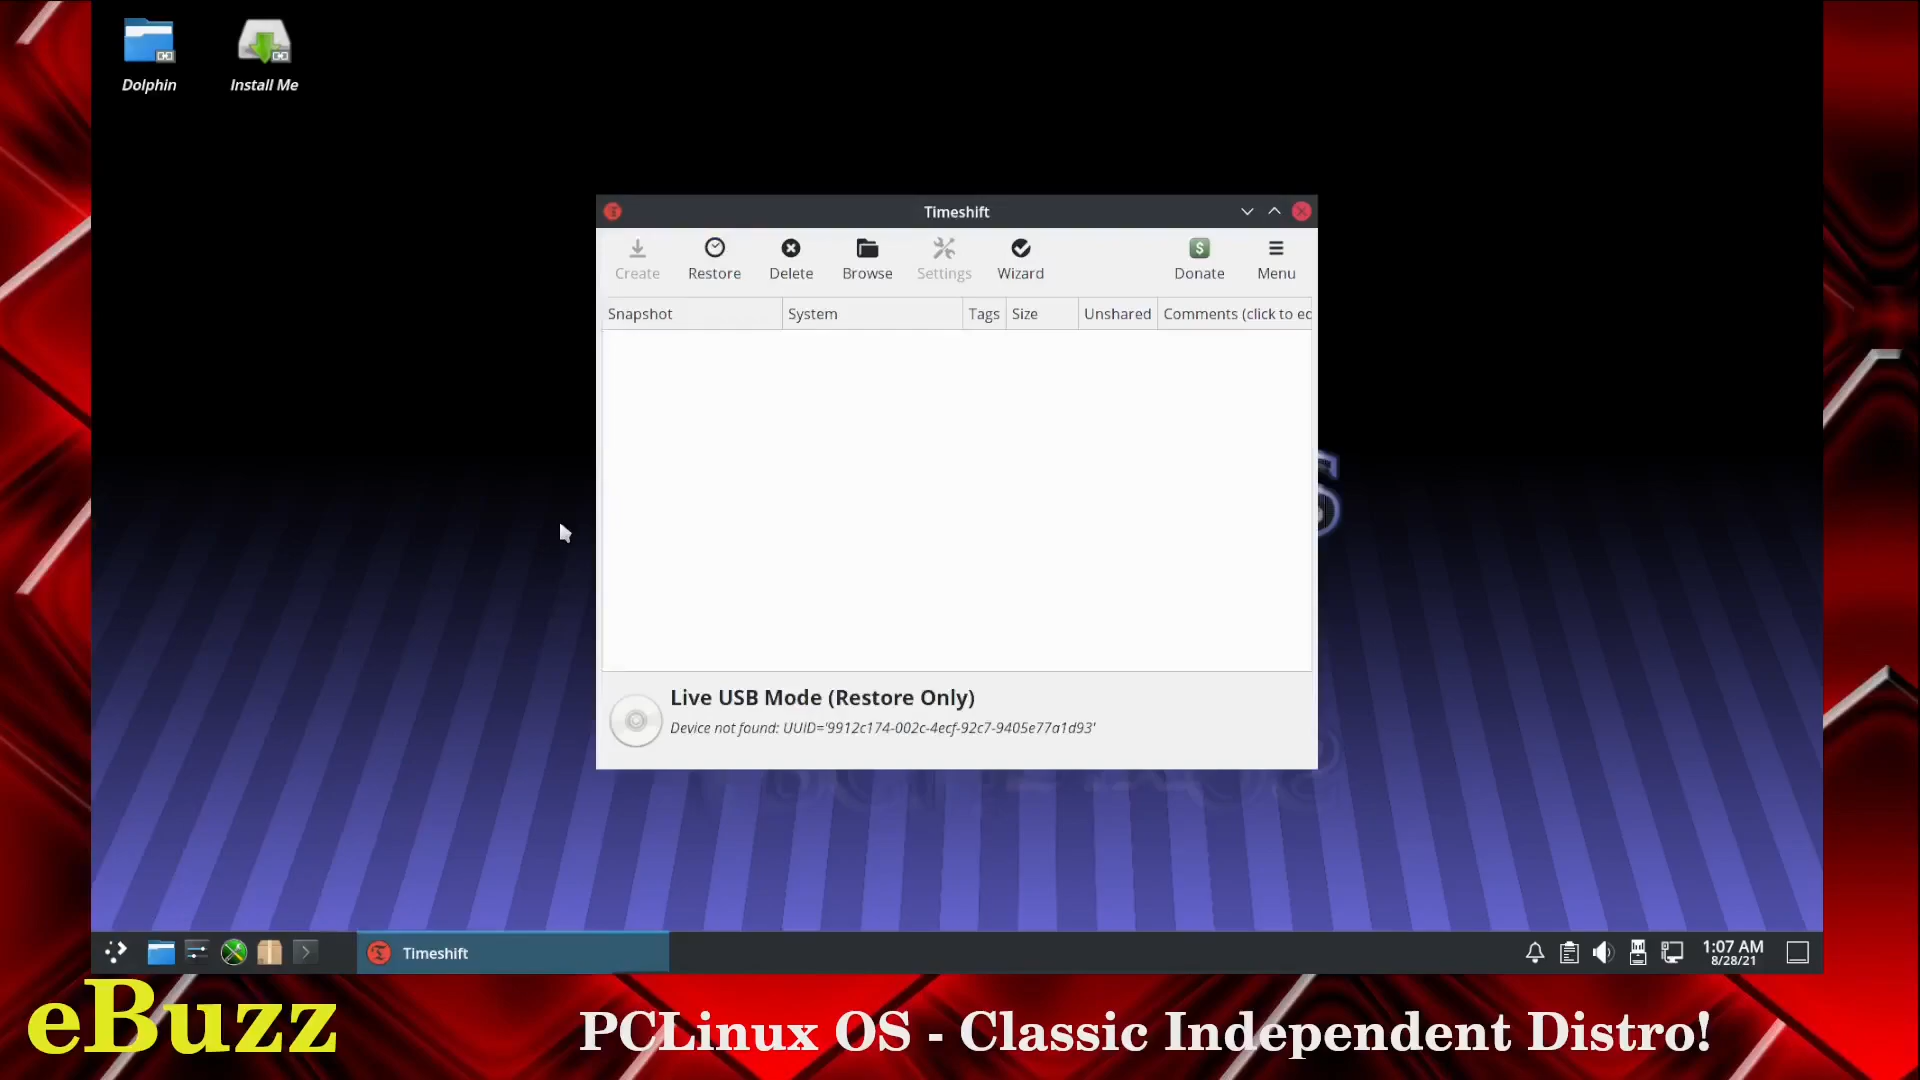 Dolphin
Install Me
Timeshift
Create Restore Delete Browse Settings Wizard Donate Menu
Snapshot System Tags Size Unshared Comments (click to ed
Live USB Mode (Restore Only)
Device not found: UUID='9912c174-002c-4ecf-92c7-9405e77a1d93'
Timeshift
1:07 AM
8/28/21
eBuzz
PCLinux OS - Classic Independent Distro!